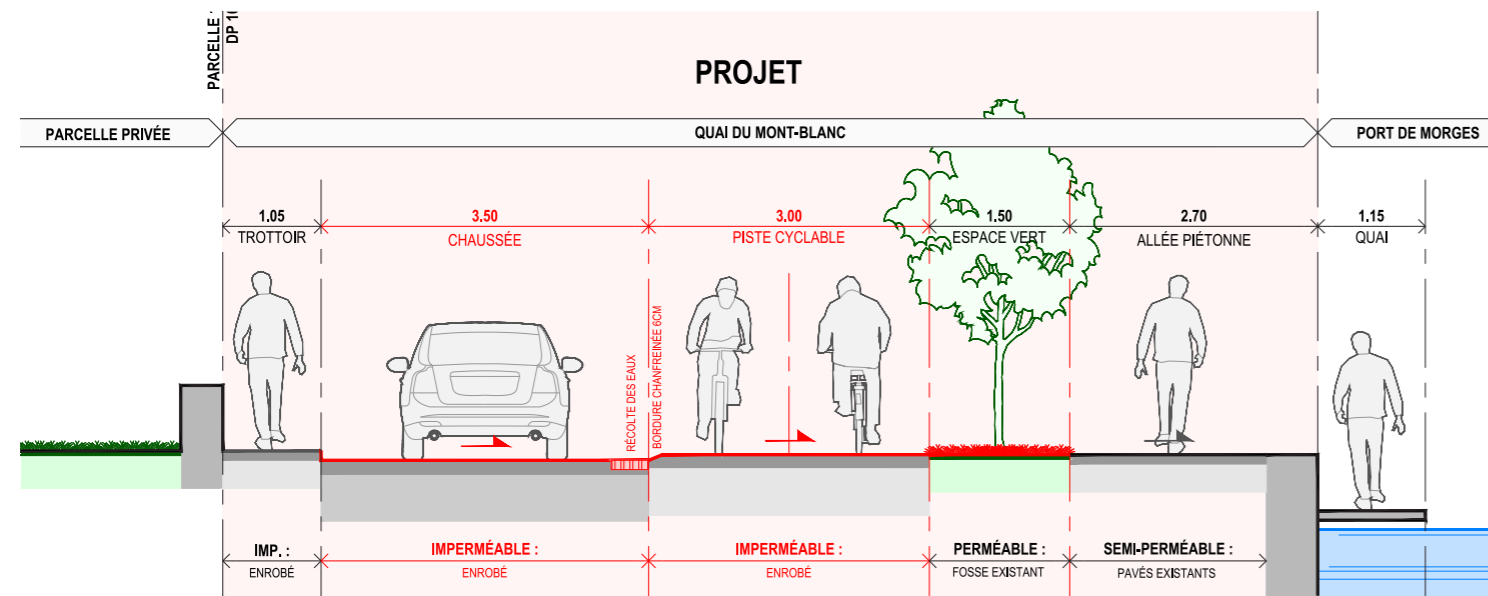 PARCELLE
DP
PROJET
PARCELLE PRIVÉE
QUAI DU MONT-BLANC
PORT DE MORGES
1.05
TROTTOIR
3.50
CHAUSSÉE
3.00
PISTE CYCLABLE
1.50
ESPACE VERT
2.70
ALLÉE PIÉTONNE
1.15
QUAI
RÉCOLTE DES EAUX
BORDURE CHANFREINÉE 6CM
IMP. :
ENROBÉ
IMPERMÉABLE :
ENROBÉ
IMPERMÉABLE :
ENROBÉ
PERMÉABLE :
FOSSE EXISTANT
SEMI-PERMÉABLE :
PAVÉS EXISTANTS